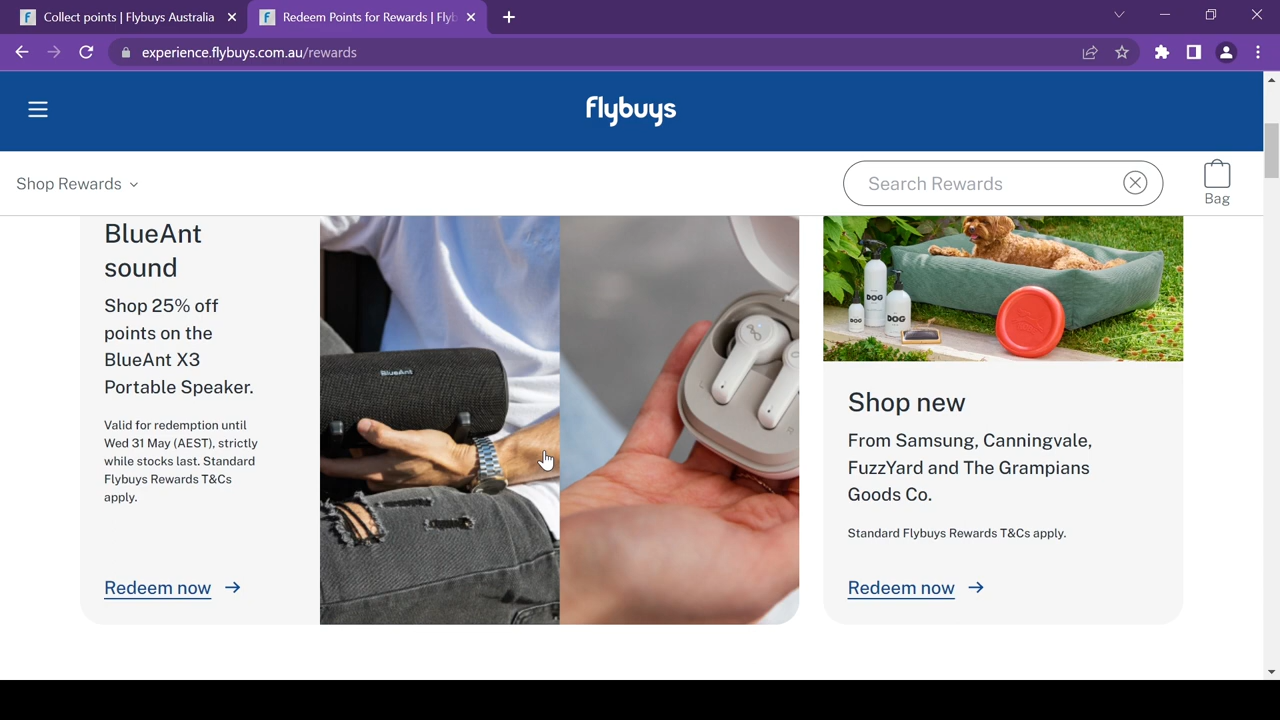 Collect points | Flybuys Australia
Redeem Points for Rewards | Flyb
experience.flybuys.com.au/rewards
flybuys
Shop Rewards
Search Rewards
Bag
BlueAnt
sound
Shop 25% off
points on the
BlueAnt X3
Portable Speaker.
Valid for redemption until
Wed 31 May (AEST), strictly
while stocks last. Standard
Flybuys Rewards T&Cs
apply.
Redeem now
BlueAnt
DOG
DOG
DOG
Shop new
From Samsung, Canningvale,
FuzzYard and The Grampians
Goods Co.
Standard Flybuys Rewards T&Cs apply.
Redeem now